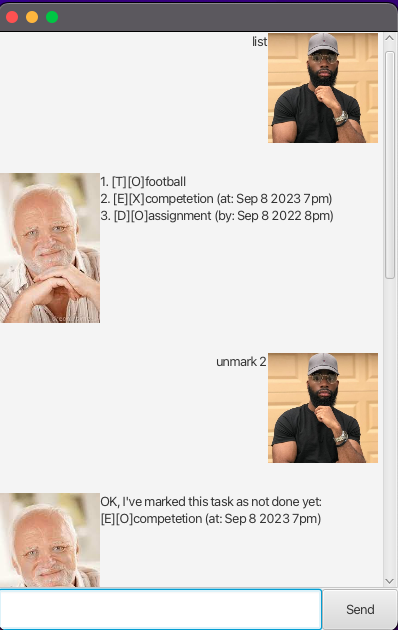 list
1. [T][O]football
2. [E][X]competetion (at: Sep 8 2023 7pm)
3. [D][O]assignment (by: Sep 8 2022 8pm)
unmark 2
OK, I've marked this task as not done yet:
[E][O]competetion (at: Sep 8 2023 7pm)
Send